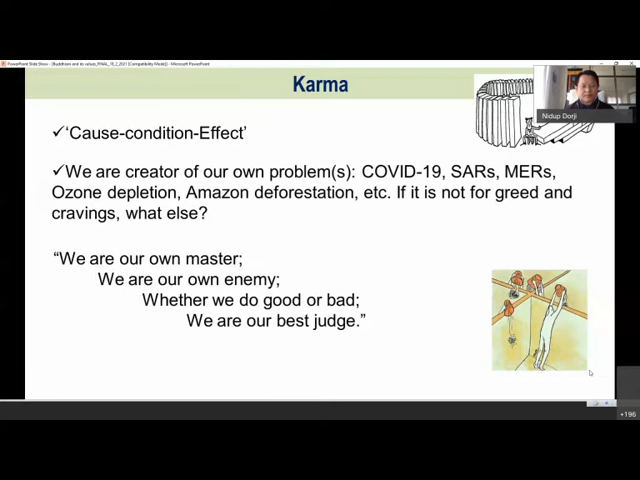 PowerPoint Slide Show - [Buddhism and its values_FINAL_18_2_2021 [Compatibility Mode]] - Microsoft PowerPoint
Karma
Nidup Dorji
✓‘Cause-condition-Effect’
✓We are creator of our own problem(s): COVID-19, SARs, MERs,
Ozone depletion, Amazon deforestation, etc. If it is not for greed and
cravings, what else?
“We are our own master;
We are our own enemy;
Whether we do good or bad;
We are our best judge.”
+196